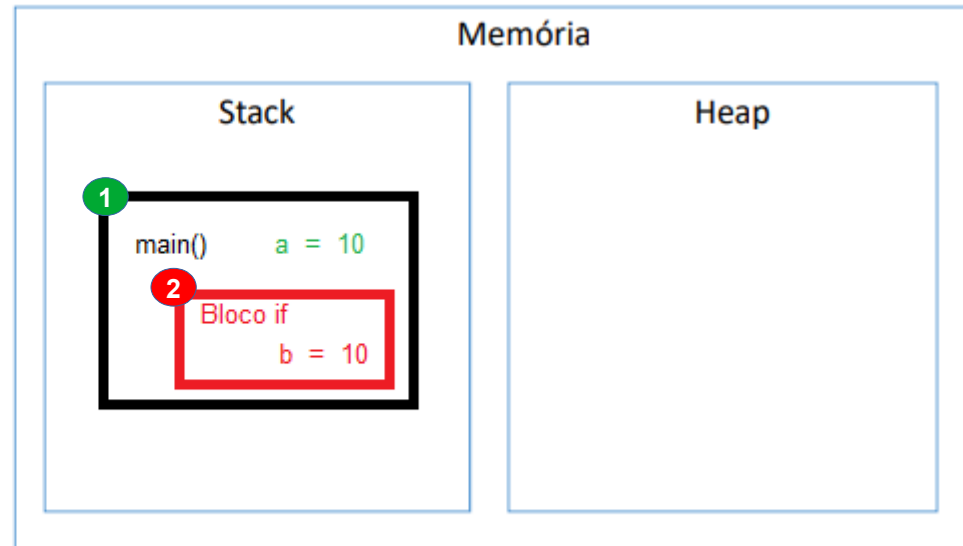 Memória
Stack
Heap
1
main() a = 10
2
Bloco if
b = 10